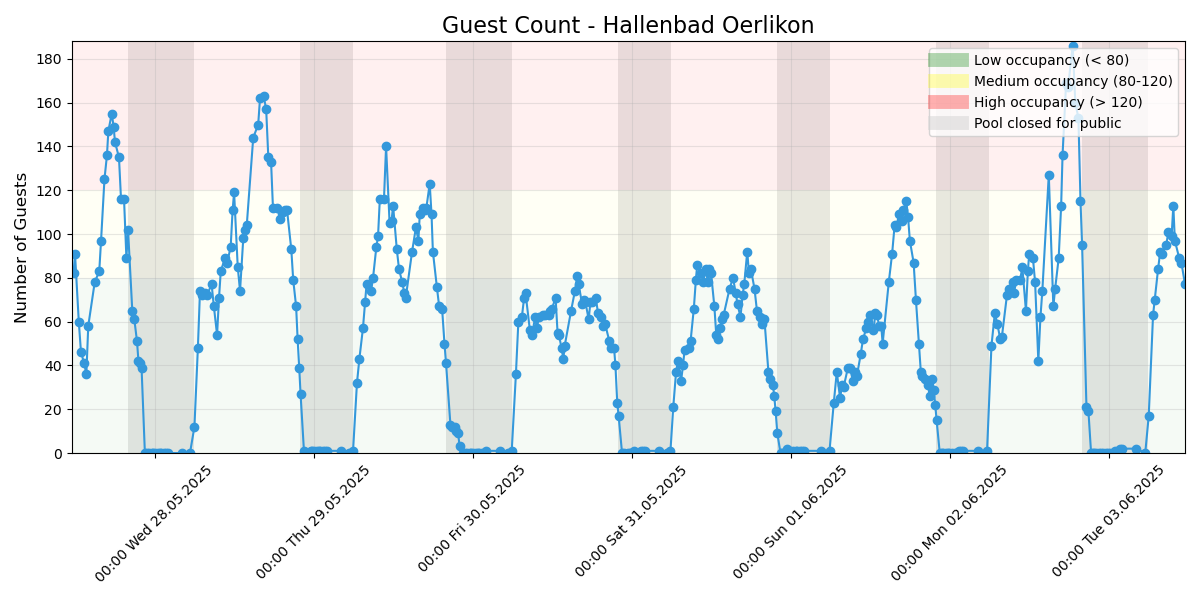 Guest Count - Hallenbad Oerlikon
Number of Guests
180
160
140
120
100
80
60
40
20
0
Low occupancy (< 80)
Medium occupancy (80-120)
High occupancy (> 120)
Pool closed for public
00:00 Wed 28.05.2025
00:00 Thu 29.05.2025
00:00 Fri 30.05.2025
00:00 Sat 31.05.2025
00:00 Sun 01.06.2025
00:00 Mon 02.06.2025
00:00 Tue 03.06.2025